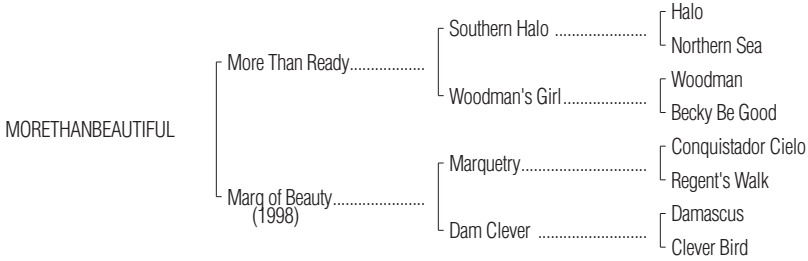 Halo
Southern Halo ......................
Northern Sea
More Than Ready..................
Woodman
Woodman's Girl....................
Becky Be Good
MORETHANBEAUTIFUL
Conquistador Cielo
Marquetry..............................
Regent's Walk
Marq of Beauty......................
(1998)
Damascus
Dam Clever ..........................
Clever Bird